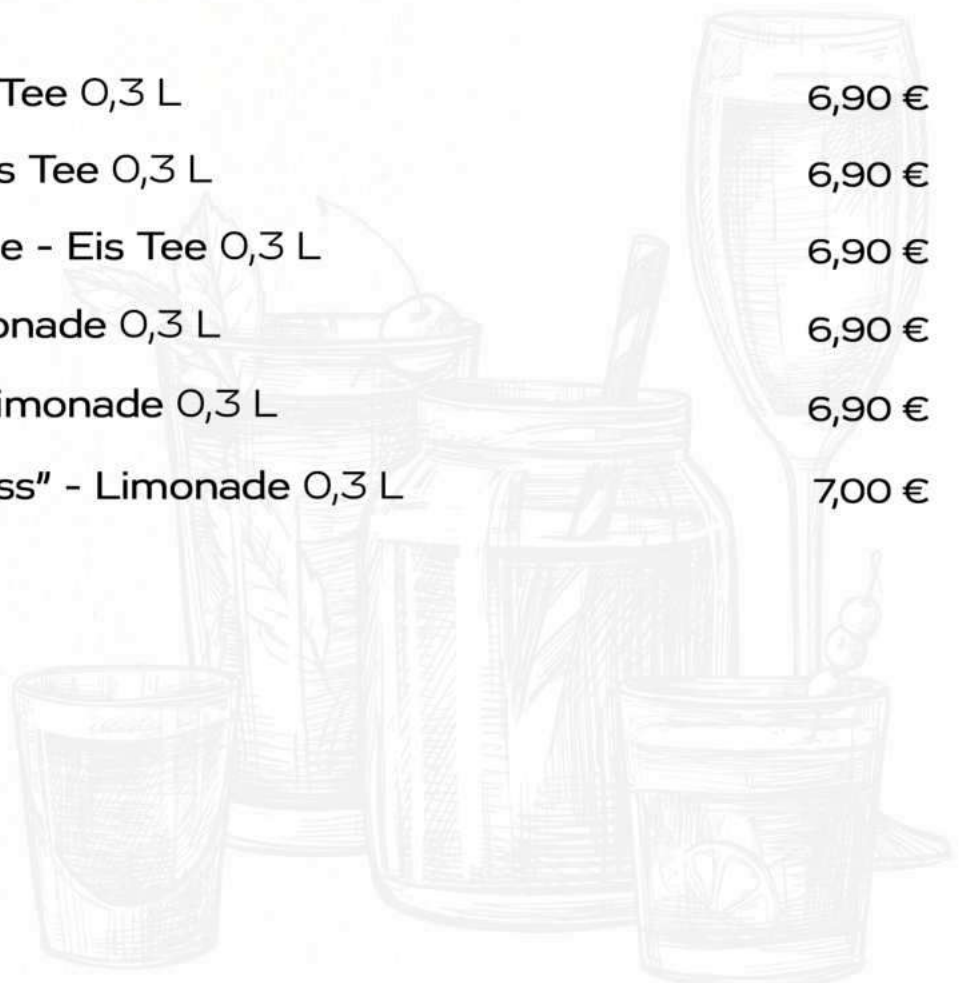 Tee 0,3 L 6,90 €
s Tee 0,3 L 6,90 €
e - Eis Tee 0,3 L 6,90 €
onade 0,3 L 6,90 €
imonade 0,3 L 6,90 €
ss" - Limonade 0,3 L 7,00 €